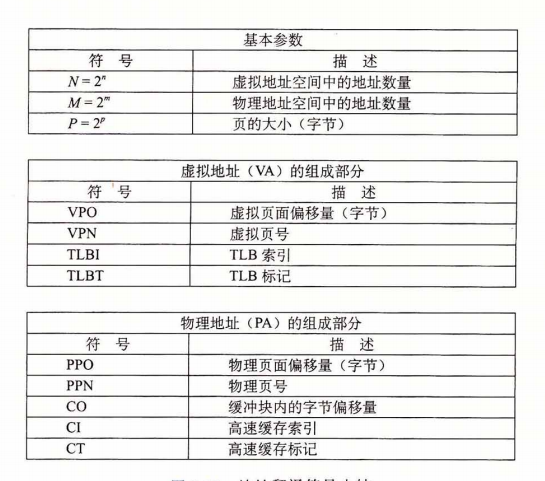 基本参数
符 号 描 述
N = 2ⁿ 虚拟地址空间中的地址数量
M = 2ᵐ 物理地址空间中的地址数量
P = 2ᵖ 页的大小（字节）
虚拟地址（VA）的组成部分
符 号 描 述
VPO 虚拟页面偏移量（字节）
VPN 虚拟页号
TLBI TLB 索引
TLBT TLB 标记
物理地址（PA）的组成部分
符 号 描 述
PPO 物理页面偏移量（字节）
PPN 物理页号
CO 缓冲块内的字节偏移量
CI 高速缓存索引
CT 高速缓存标记